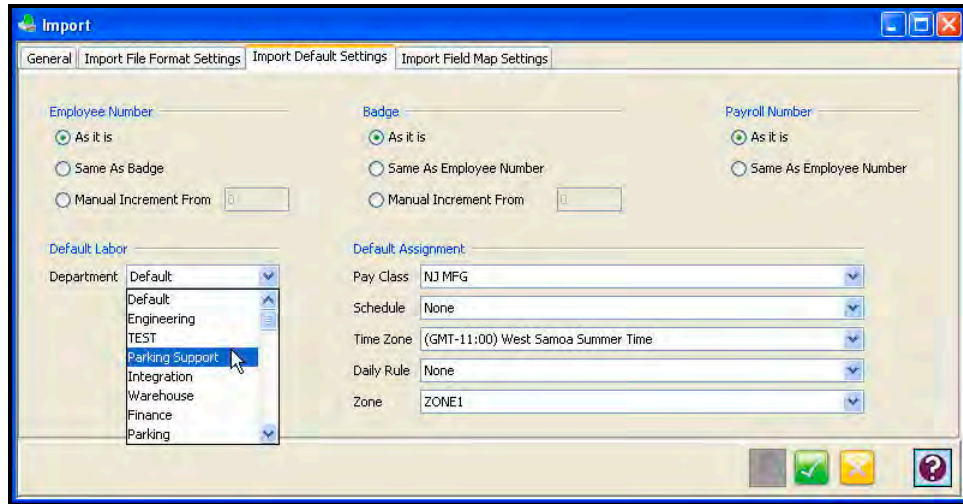 Import
General Import File Format Settings Import Default Settings Import Field Map Settings
Employee Number
As it is
Same As Badge
Manual Increment From 0
Badge
As it is
Same As Employee Number
Manual Increment From 0
Payroll Number
As it is
Same As Employee Number
Default Labor
Department Default
Default
Engineering
TEST
Parking Support
Integration
Warehouse
Finance
Parking
Default Assignment
Pay Class NJ MFG
Schedule None
Time Zone (GMT-11:00) West Samoa Summer Time
Daily Rule None
Zone ZONE1
?